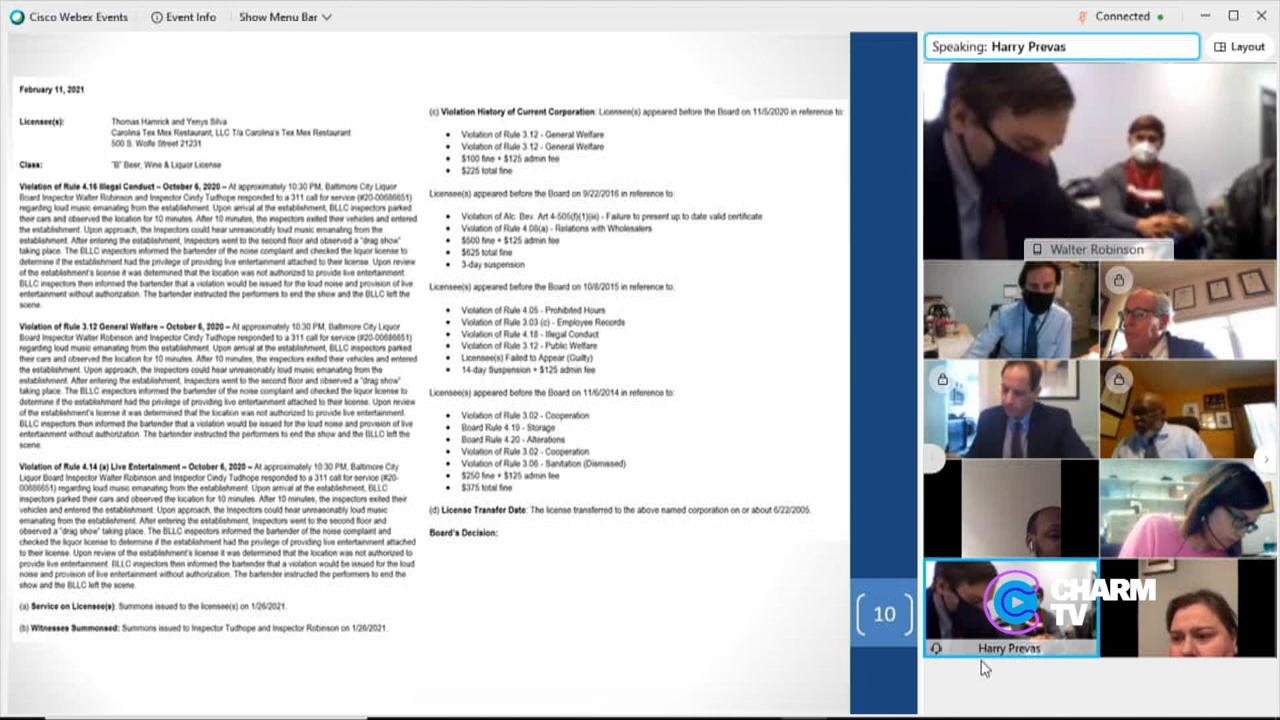 Cisco Webex Events
Event Info
Show Menu Bar
Connected
Speaking: Harry Prevas
Layout
February 11, 2021
Licensee(s):
Thomas Hamrick and Yenys Silva
Carolina Tex Mex Restaurant, LLC T/a Carolina's Tex Mex Restaurant
500 S. Wolfe Street 21231
Class:
"B" Beer, Wine & Liquor License
Violation of Rule 4.16 Illegal Conduct – October 6, 2020 – At approximately 10:30 PM, Baltimore City Liquor
Board Inspector Walter Robinson and Inspector Cindy Tudhope responded to a 311 call for service (#20-00686651)
regarding loud music emanating from the establishment. Upon arrival at the establishment, BLLC inspectors parked
their cars and observed the location for 10 minutes. After 10 minutes, the inspectors exited their vehicles and entered
the establishment. Upon approach, the Inspectors could hear unreasonably loud music emanating from the
establishment. After entering the establishment, Inspectors went to the second floor and observed a "drag show"
taking place. The BLLC inspectors informed the bartender of the noise complaint and checked the liquor license to
determine if the establishment had the privilege of providing live entertainment attached to their license. Upon review
of the establishment's license it was determined that the location was not authorized to provide live entertainment.
BLLC inspectors then informed the bartender that a violation would be issued for the loud noise and provision of live
entertainment without authorization. The bartender instructed the performers to end the show and the BLLC left the
scene.
Violation of Rule 3.12 General Welfare – October 6, 2020 – At approximately 10:30 PM, Baltimore City Liquor
Board Inspector Walter Robinson and Inspector Cindy Tudhope responded to a 311 call for service (#20-00686651)
regarding loud music emanating from the establishment. Upon arrival at the establishment, BLLC inspectors parked
their cars and observed the location for 10 minutes. After 10 minutes, the inspectors exited their vehicles and entered
the establishment. Upon approach, the Inspectors could hear unreasonably loud music emanating from the
establishment. After entering the establishment, Inspectors went to the second floor and observed a "drag show"
taking place. The BLLC inspectors informed the bartender of the noise complaint and checked the liquor license to
determine if the establishment had the privilege of providing live entertainment attached to their license. Upon review
of the establishment's license it was determined that the location was not authorized to provide live entertainment.
BLLC inspectors then informed the bartender that a violation would be issued for the loud noise and provision of live
entertainment without authorization. The bartender instructed the performers to end the show and the BLLC left the
scene.
Violation of Rule 4.14 (a) Live Entertainment – October 6, 2020 – At approximately 10:30 PM, Baltimore City
Liquor Board Inspector Walter Robinson and Inspector Cindy Tudhope responded to a 311 call for service (#20-
00686651) regarding loud music emanating from the establishment. Upon arrival at the establishment, BLLC
inspectors parked their cars and observed the location for 10 minutes. After 10 minutes, the inspectors exited their
vehicles and entered the establishment. Upon approach, the Inspectors could hear unreasonably loud music
emanating from the establishment. After entering the establishment, Inspectors went to the second floor and
observed a "drag show" taking place. The BLLC inspectors informed the bartender of the noise complaint and
checked the liquor license to determine if the establishment had the privilege of providing live entertainment attached
to their license. Upon review of the establishment's license it was determined that the location was not authorized to
provide live entertainment. BLLC inspectors then informed the bartender that a violation would be issued for the loud
noise and provision of live entertainment without authorization. The bartender instructed the performers to end the
show and the BLLC left the scene.
(a) Service on Licensee(s): Summons issued to the licensee(s) on 1/26/2021.
(b) Witnesses Summonsed: Summons issued to Inspector Tudhope and Inspector Robinson on 1/26/2021.
(c) Violation History of Current Corporation: Licensee(s) appeared before the Board on 11/5/2020 in reference to:
• Violation of Rule 3.12 - General Welfare
• Violation of Rule 3.12 - General Welfare
• $100 fine + $125 admin fee
• $225 total fine
Licensee(s) appeared before the Board on 9/22/2016 in reference to:
• Violation of Alc. Bev. Art 4-505(f)(1)(iii) - Failure to present up to date valid certificate
• Violation of Rule 4.08(a) - Relations with Wholesalers
• $500 fine + $125 admin fee
• $625 total fine
• 3-day suspension
Licensee(s) appeared before the Board on 10/8/2015 in reference to:
• Violation of Rule 4.05 - Prohibited Hours
• Violation of Rule 3.03 (c) - Employee Records
• Violation of Rule 4.18 - Illegal Conduct
• Violation of Rule 3.12 - Public Welfare
• Licensee(s) Failed to Appear (Guilty)
• 14-day Suspension + $125 admin fee
Licensee(s) appeared before the Board on 11/6/2014 in reference to:
• Violation of Rule 3.02 - Cooperation
• Board Rule 4.19 - Storage
• Board Rule 4.20 - Alterations
• Violation of Rule 3.02 - Cooperation
• Violation of Rule 3.06 - Sanitation (Dismissed)
• $250 fine + $125 admin fee
• $375 total fine
(d) License Transfer Date: The license transferred to the above named corporation on or about 6/22/2005.
Board's Decision:
10
Walter Robinson
CHARM
TV
Harry Prevas